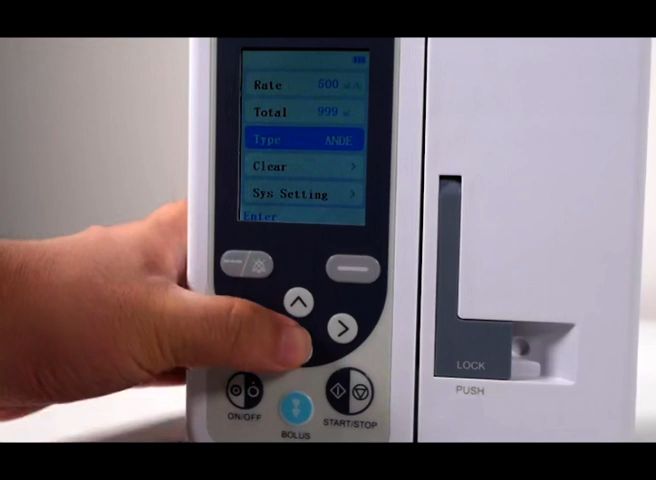 Rate 500
Total 999
Type ANDE
Clear >
Sys Setting >
Enter
LOCK
PUSH
ON/OFF
BOLUS
START/STOP